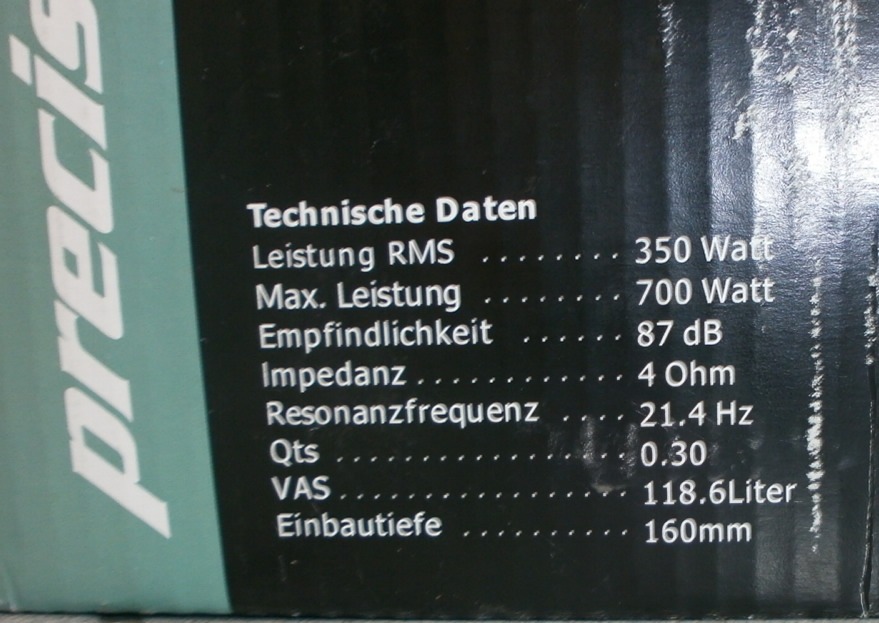 precis
Technische Daten
Leistung RMS ........ 350 Watt
Max. Leistung ........ 700 Watt
Empfindlichkeit ...... 87 dB
Impedanz ............ 4 Ohm
Resonanzfrequenz .... 21.4 Hz
Qts ................. 0.30
VAS ................. 118.6Liter
Einbautiefe .......... 160mm